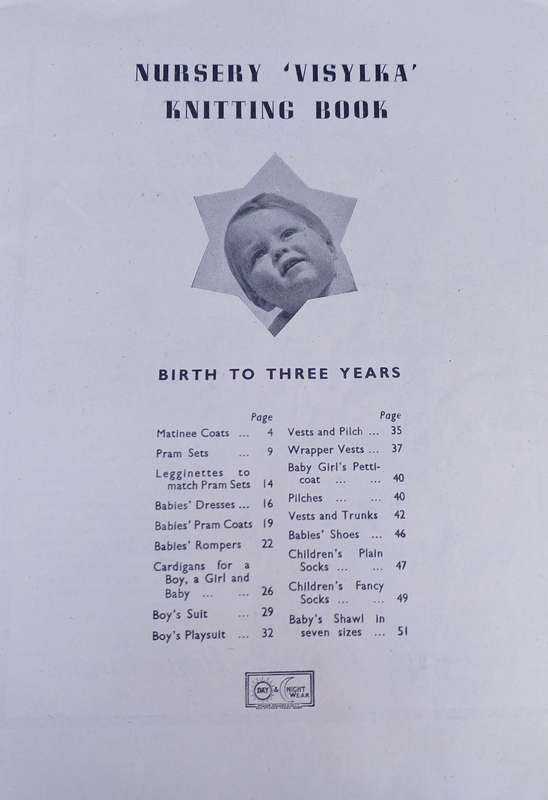 NURSERY 'VISYLKA'
KNITTING BOOK
BIRTH TO THREE YEARS
Page
Matinee Coats ... 4
Pram Sets ... 9
Legginettes to
match Pram Sets 14
Babies' Dresses ... 16
Babies' Pram Coats 19
Babies' Rompers 22
Cardigans for a
Boy, a Girl and
Baby ... ... 26
Boy's Suit ... 29
Boy's Playsuit ... 32
Page
Vests and Pilch ... 35
Wrapper Vests ... 37
Baby Girl's Petti-
coat ... ... 40
Pilches ... ... 40
Vests and Trunks 42
Babies' Shoes ... 46
Children's Plain
Socks ... ... 47
Children's Fancy
Socks ... ... 49
Baby's Shawl in
seven sizes ... 51
DAY & NIGHT
WEAR